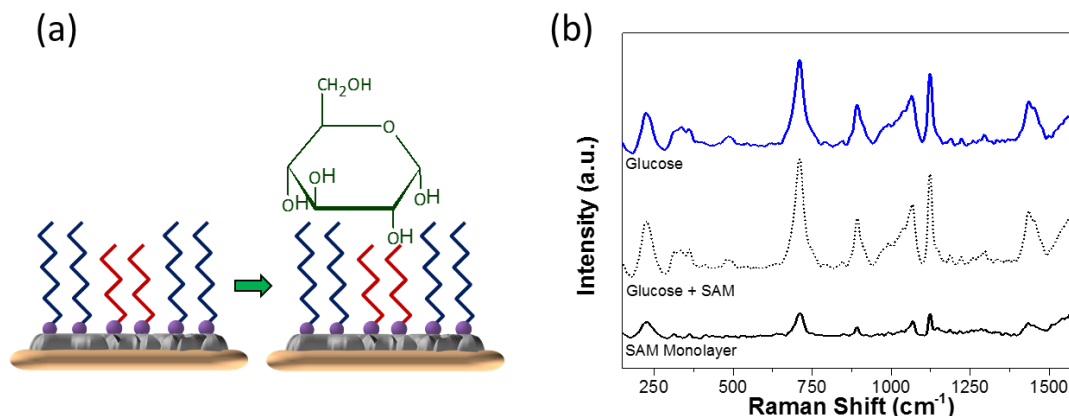 (a)
CH2OH
O
OH
OH
OH
OH
(b)
Intensity (a.u.)
Glucose
Glucose + SAM
SAM Monolayer
250 500 750 1000 1250 1500
Raman Shift (cm-1)